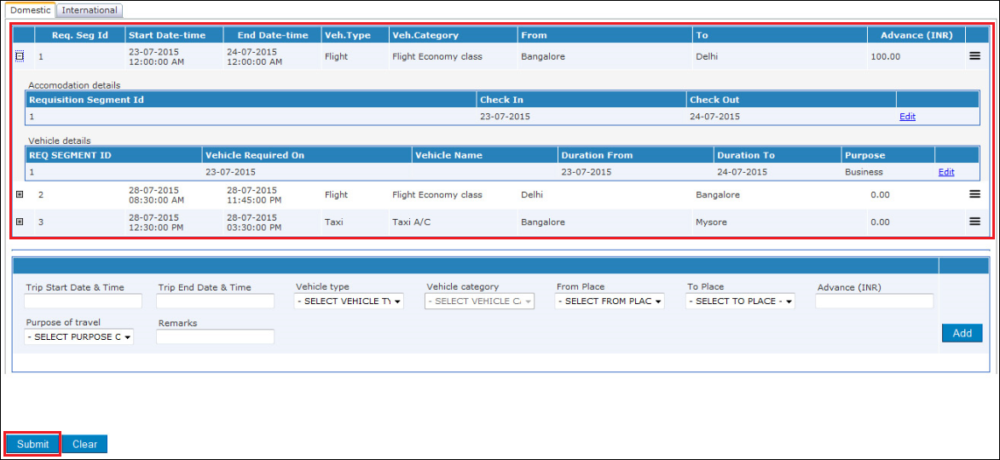 Domestic International
Req. Seg Id Start Date-time End Date-time Veh.Type Veh.Category From To Advance (INR)
1 23-07-2015 12:00:00 AM 24-07-2015 12:00:00 AM Flight Flight Economy class Bangalore Delhi 100.00
Accomodation details
Requisition Segment Id Check In Check Out
1 23-07-2015 24-07-2015 Edit
Vehicle details
REQ SEGMENT ID Vehicle Required On Vehicle Name Duration From Duration To Purpose
1 23-07-2015 23-07-2015 24-07-2015 Business Edit
2 28-07-2015 08:30:00 AM 28-07-2015 11:45:00 PM Flight Flight Economy class Delhi Bangalore 0.00
3 28-07-2015 12:30:00 PM 28-07-2015 03:30:00 PM Taxi Taxi A/C Bangalore Mysore 0.00
Trip Start Date & Time Trip End Date & Time Vehicle type Vehicle category From Place To Place Advance (INR)
- SELECT VEHICLE TY - SELECT VEHICLE CA - SELECT FROM PLAC - SELECT TO PLACE -
Purpose of travel Remarks
- SELECT PURPOSE O Add
Submit Clear